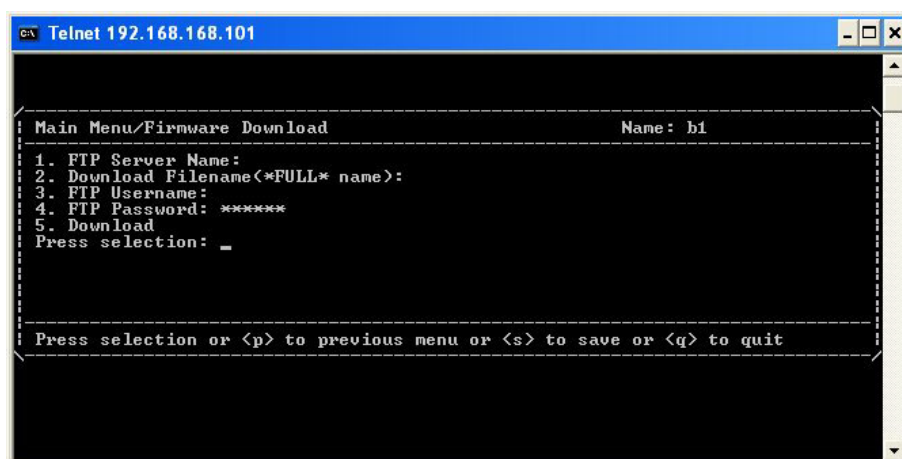 Telnet 192.168.168.101
Main Menu/Firmware Download Name: b1
1. FTP Server Name:
2. Download Filename(*FULL* name):
3. FTP Username:
4. FTP Password: ******
5. Download
Press selection: _
Press selection or <p> to previous menu or <s> to save or <q> to quit